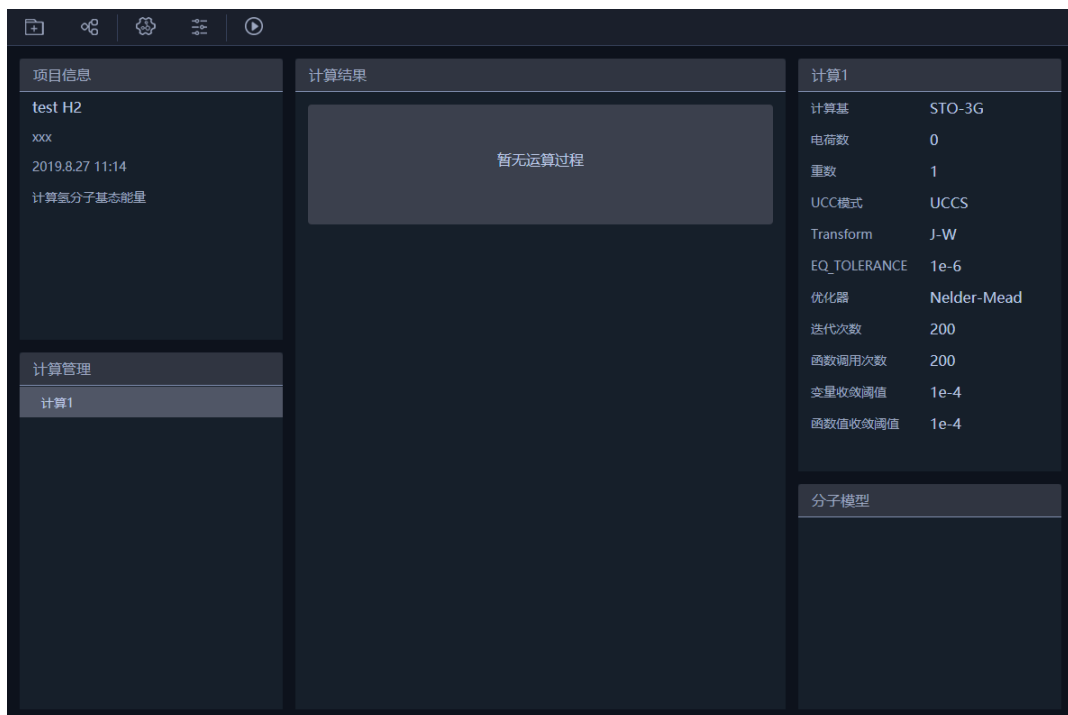 项目信息
test H2
xxx
2019.8.27 11:14
计算氢分子基态能量
计算管理
计算1
计算结果
暂无运算过程
计算1
计算基 STO-3G
电荷数 0
重数 1
UCC模式 UCCS
Transform J-W
EQ_TOLERANCE 1e-6
优化器 Nelder-Mead
迭代次数 200
函数调用次数 200
变量收敛阈值 1e-4
函数值收敛阈值 1e-4
分子模型